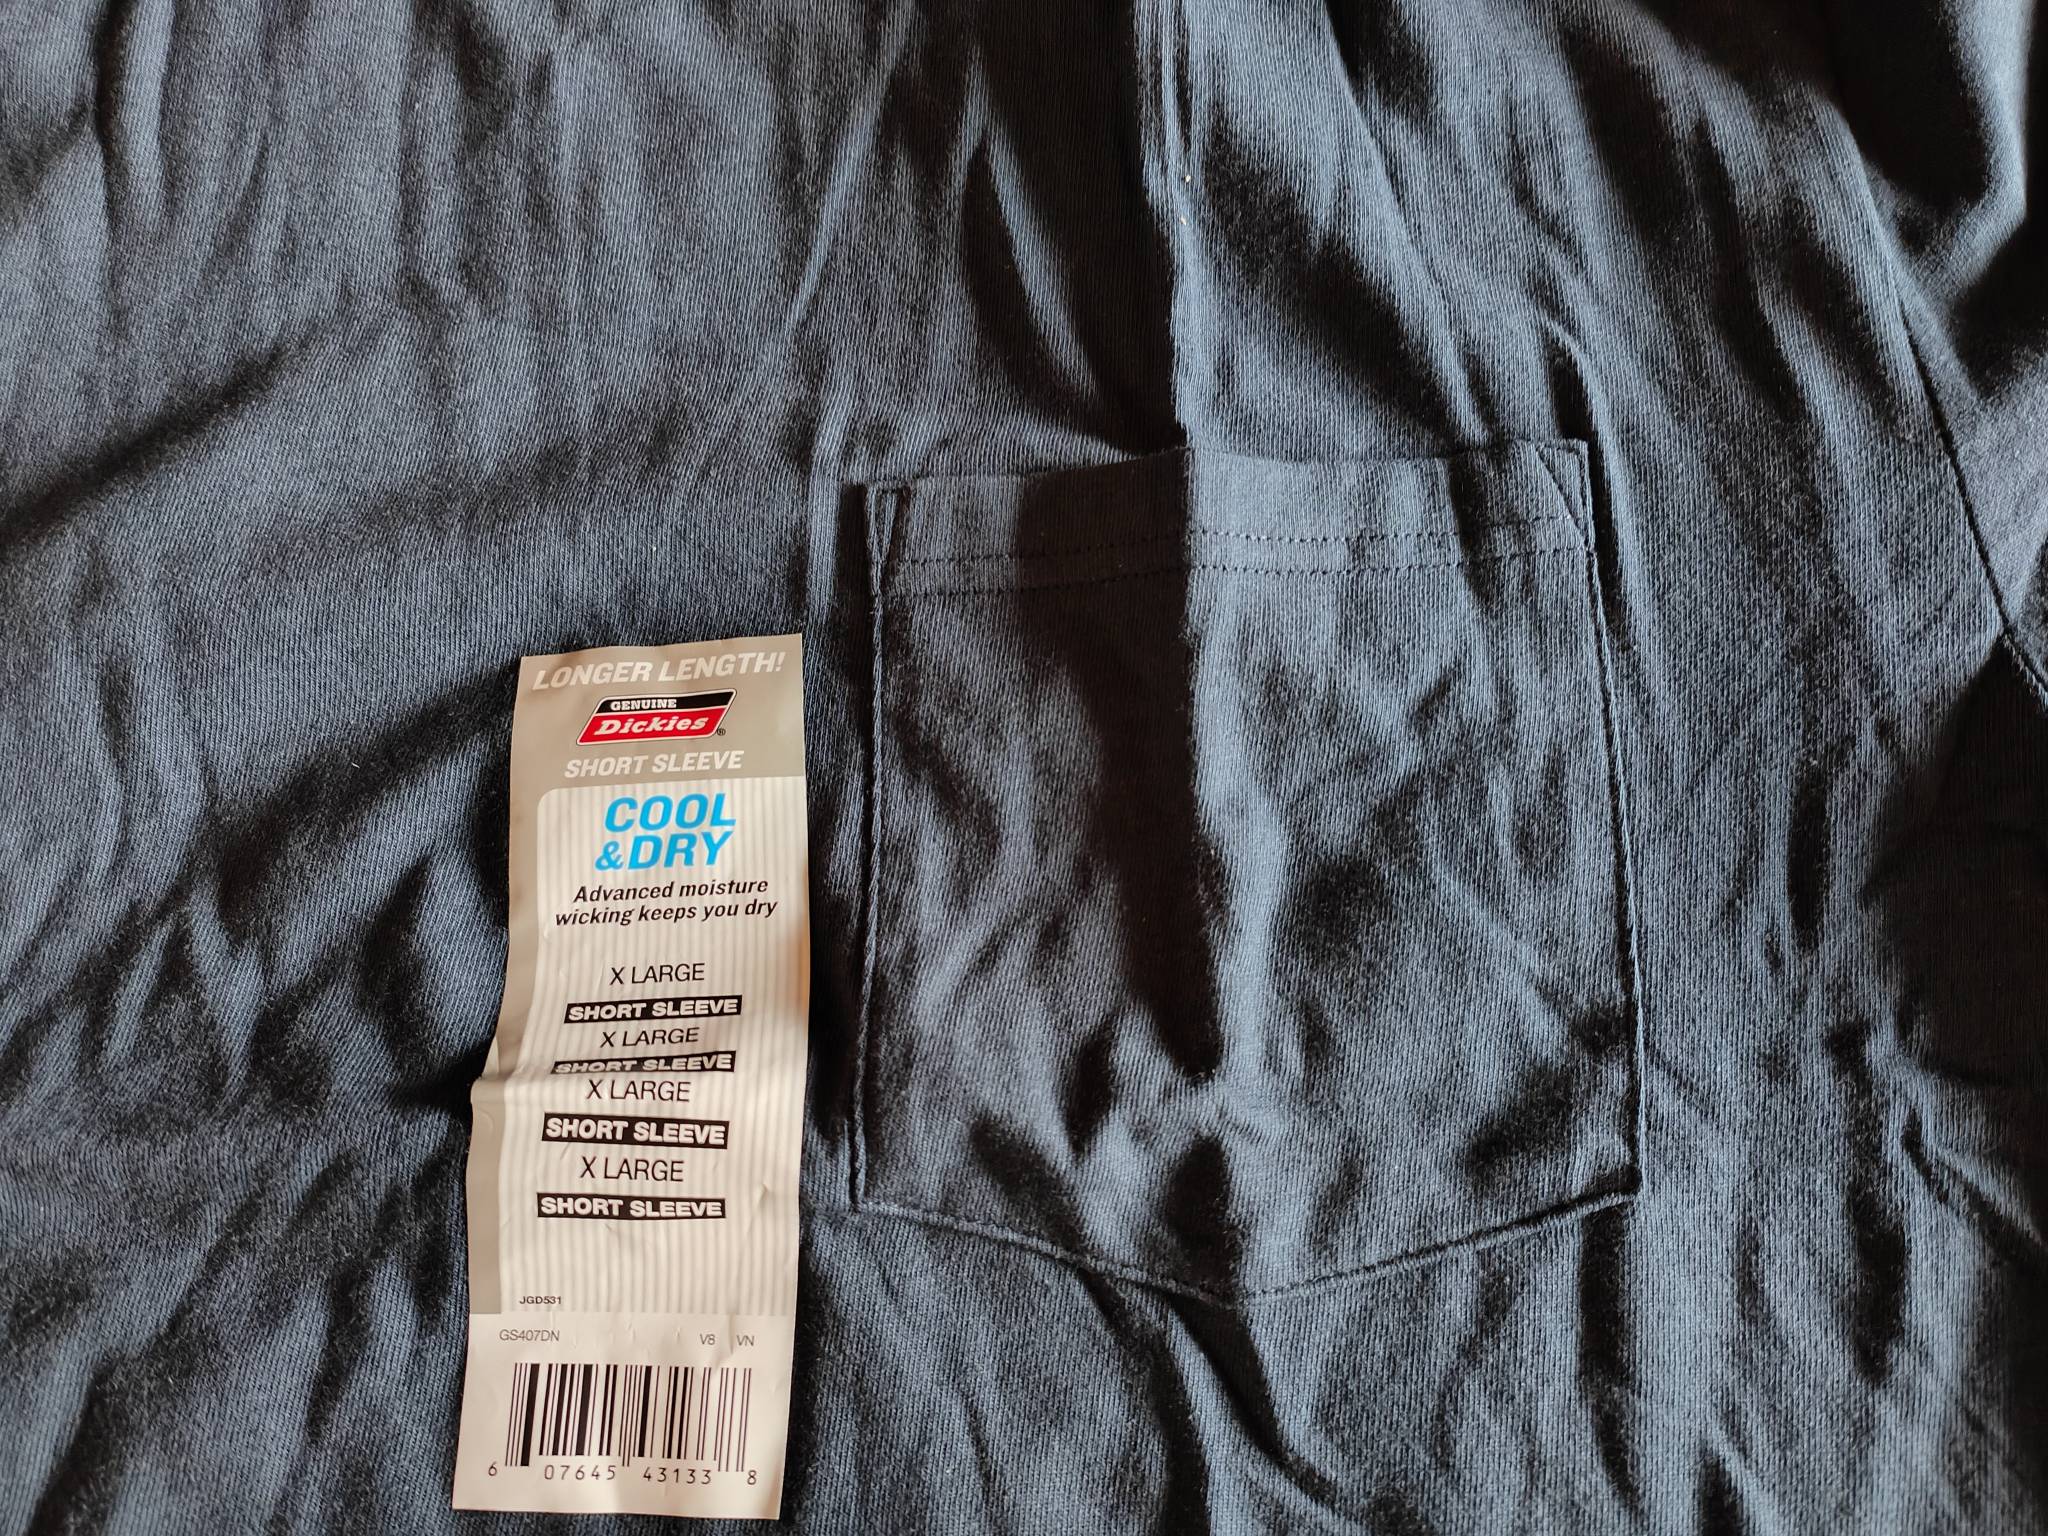 LONGER LENGTH!
GENUINE
Dickies®
SHORT SLEEVE
COOL
&DRY
Advanced moisture
wicking keeps you dry
X LARGE
SHORT SLEEVE
X LARGE
SHORT SLEEVE
X LARGE
SHORT SLEEVE
X LARGE
SHORT SLEEVE
JGD531
GS407DN V8 VN
6 07645 43133 8